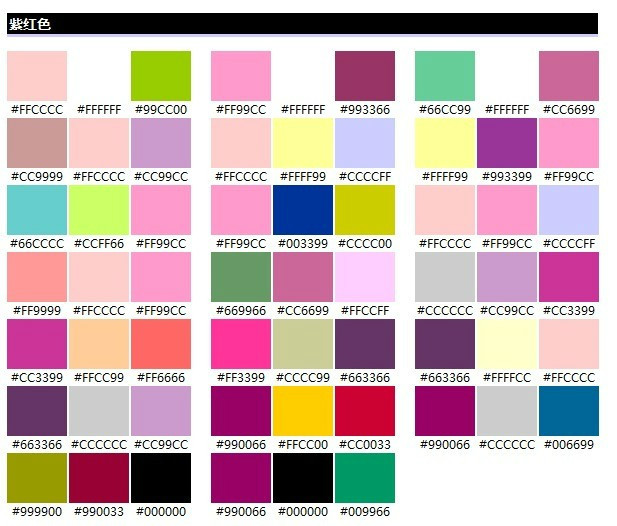 紫红色
#FFCCCC #FFFFFF #99CC00 #FF99CC #FFFFFF #993366 #66CC99 #FFFFFF #CC6699
#CC9999 #FFCCCC #CC99CC #FFCCCC #FFFF99 #CCCCFF #FFFF99 #993399 #FF99CC
#66CCCC #CCFF66 #FF99CC #FF99CC #003399 #CCCC00 #FFCCCC #FF99CC #CCCCFF
#FF9999 #FFCCCC #FF99CC #669966 #CC6699 #FFCCFF #CCCCCC #CC99CC #CC3399
#CC3399 #FFCC99 #FF6666 #FF3399 #CCCC99 #663366 #663366 #FFFFCC #FFCCCC
#663366 #CCCCCC #CC99CC #990066 #FFCC00 #CC0033 #990066 #CCCCCC #006699
#999900 #990033 #000000 #990066 #000000 #009966